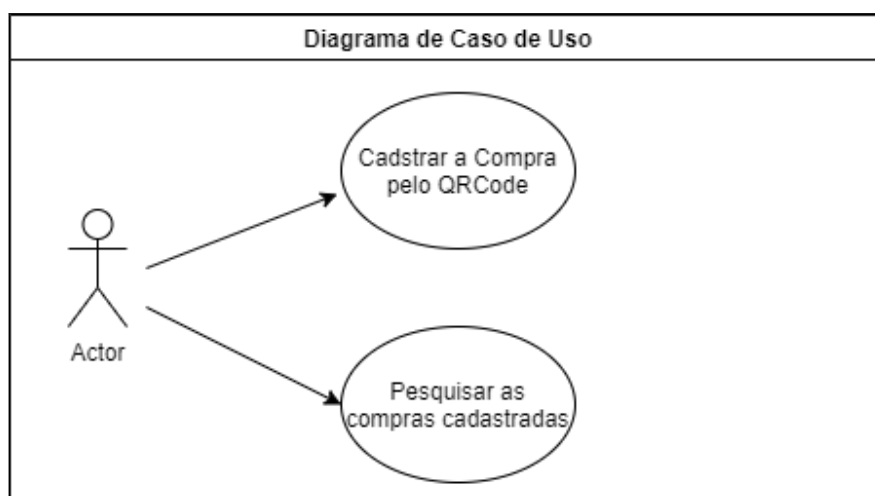 Diagrama de Caso de Uso
Cadstrar a Compra
pelo QRCode
Actor
Pesquisar as
compras cadastradas